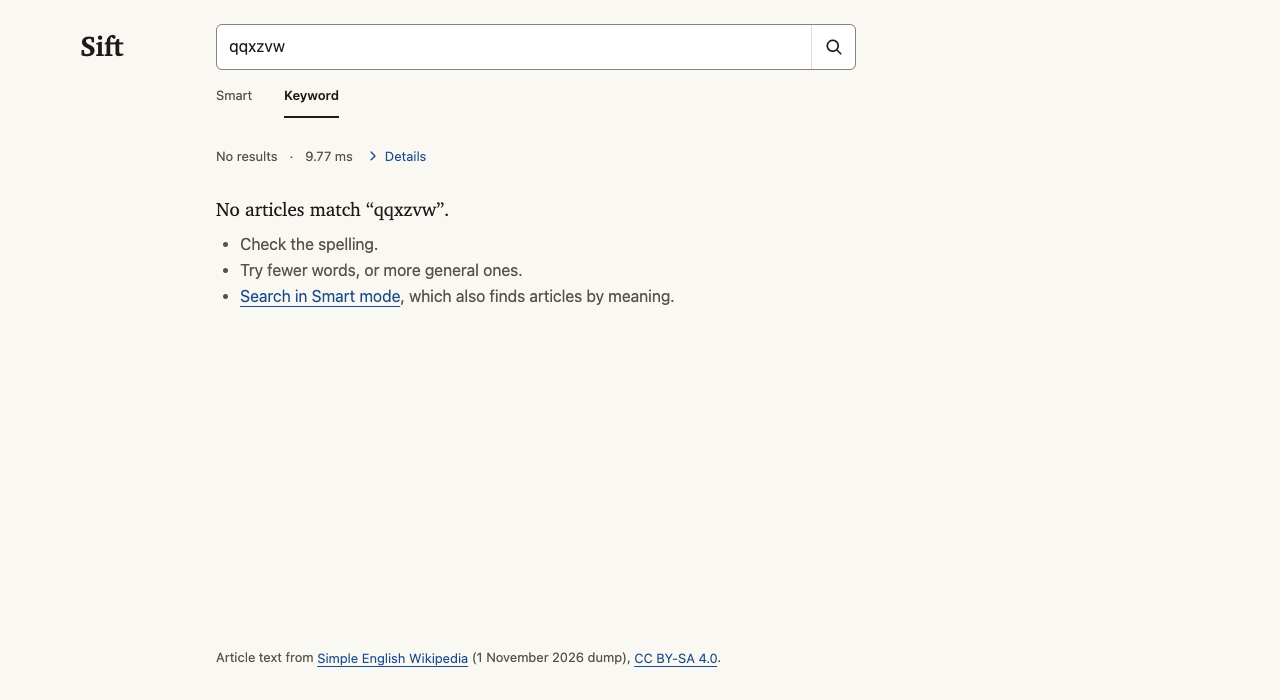 Sift
qqxzvw
Smart
Keyword
No results · 9.77 ms Details
No articles match “qqxzvw”.
• Check the spelling.
• Try fewer words, or more general ones.
• Search in Smart mode, which also finds articles by meaning.
Article text from Simple English Wikipedia (1 November 2026 dump), CC BY-SA 4.0.